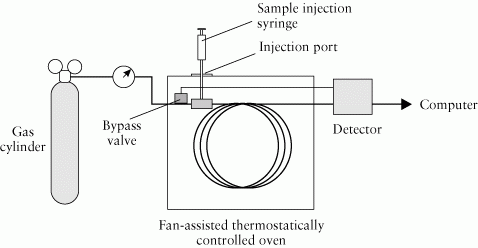 Sample injection
syringe
Injection port
Gas
cylinder
Bypass
valve
Detector
Computer
Fan-assisted thermostatically
controlled oven